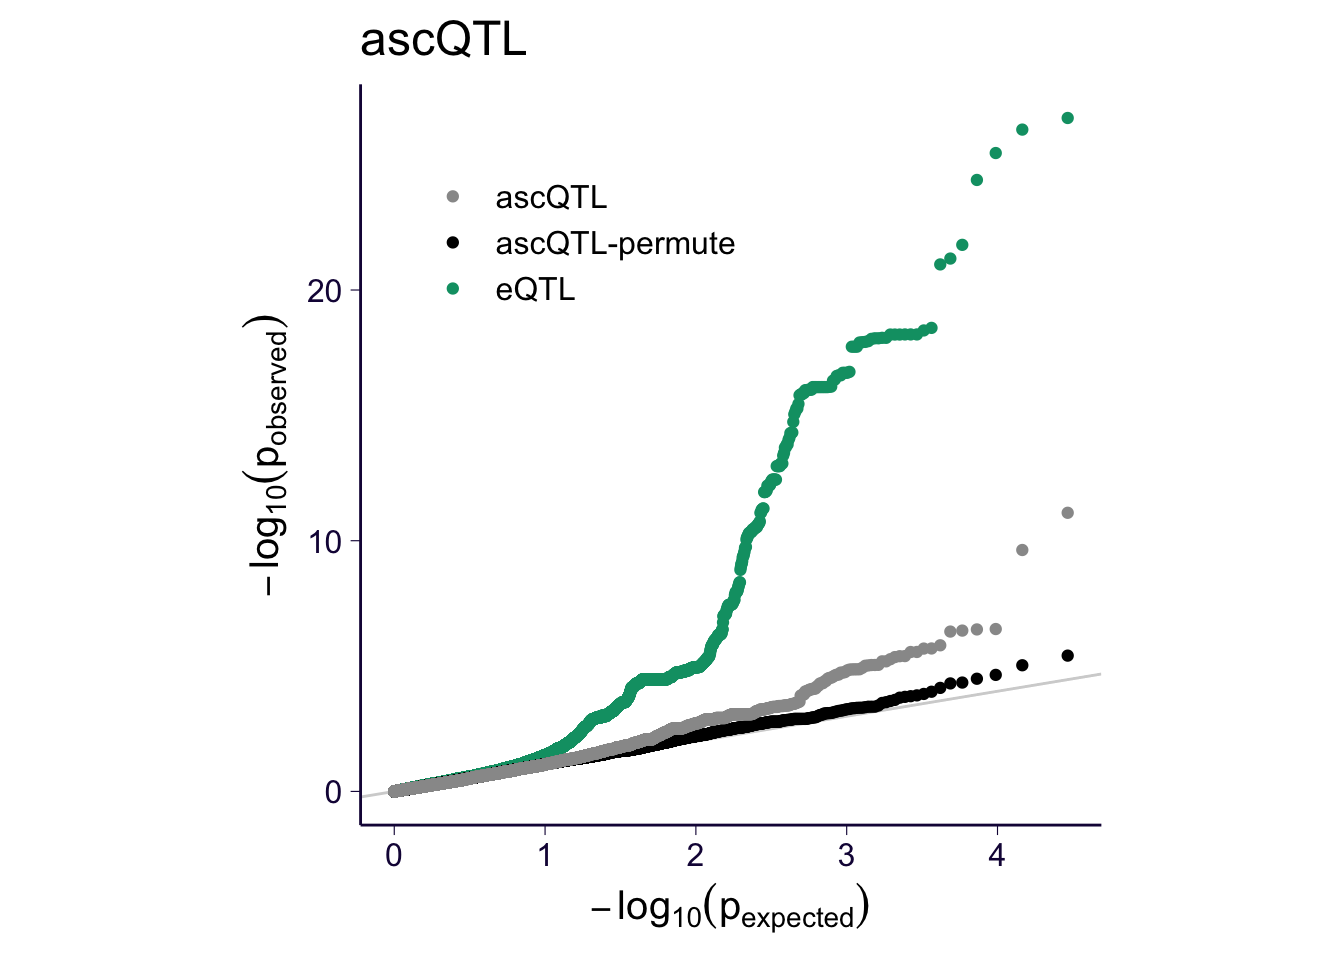 ascQTL
ascQTL
ascQTL-permute
eQTL
20
10
0
−log10(pobserved)
0 1 2 3 4
−log10(pexpected)